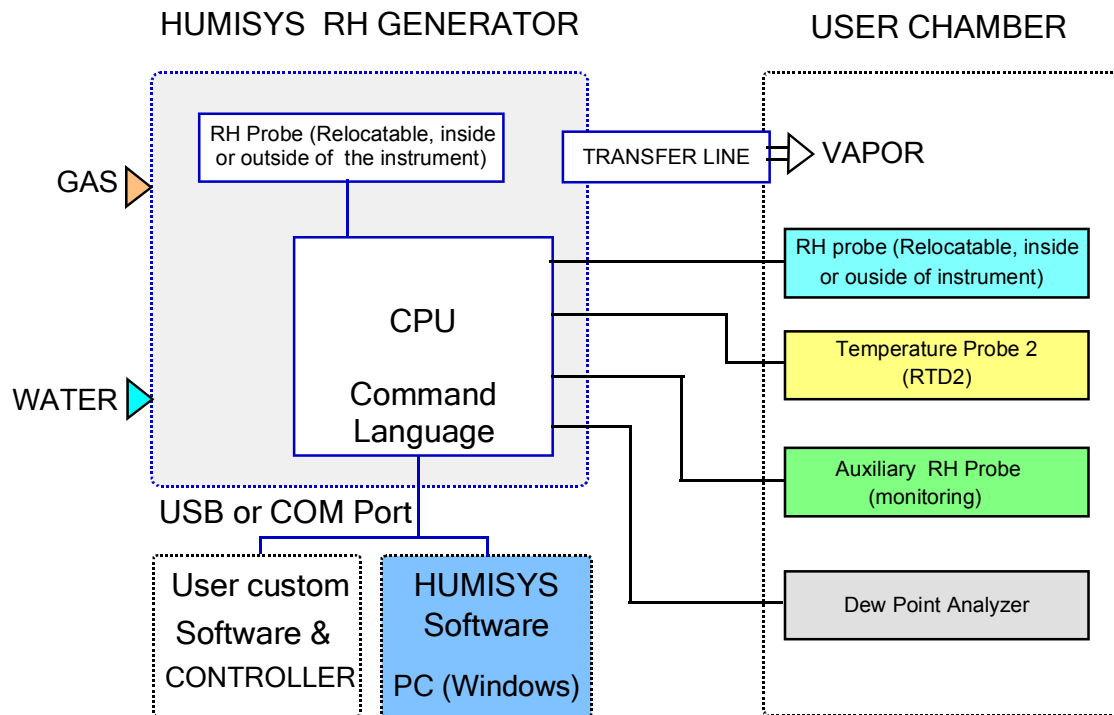 HUMISYS RH GENERATOR
USER CHAMBER
RH Probe (Relocatable, inside
or outside of the instrument)
TRANSFER LINE
VAPOR
GAS
RH probe (Relocatable, inside
or ouside of instrument)
CPU
Temperature Probe 2
(RTD2)
WATER
Command
Language
Auxiliary RH Probe
(monitoring)
USB or COM Port
User custom
Software &
CONTROLLER
HUMISYS
Software
PC (Windows)
Dew Point Analyzer